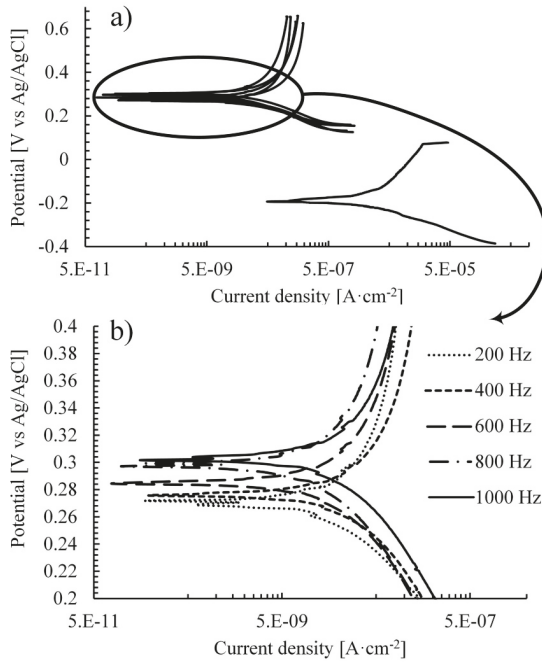 a)
Potential [V vs Ag/AgCl]
0.6
0.4
0.2
0
-0.2
-0.4
5.E-11
5.E-09
5.E-07
5.E-05
Current density [A·cm-2]
b)
Potential [V vs Ag/AgCl]
0.4
0.38
0.36
0.34
0.32
0.3
0.28
0.26
0.24
0.22
0.2
200 Hz
400 Hz
600 Hz
800 Hz
1000 Hz
5.E-11
5.E-09
5.E-07
Current density [A·cm-2]